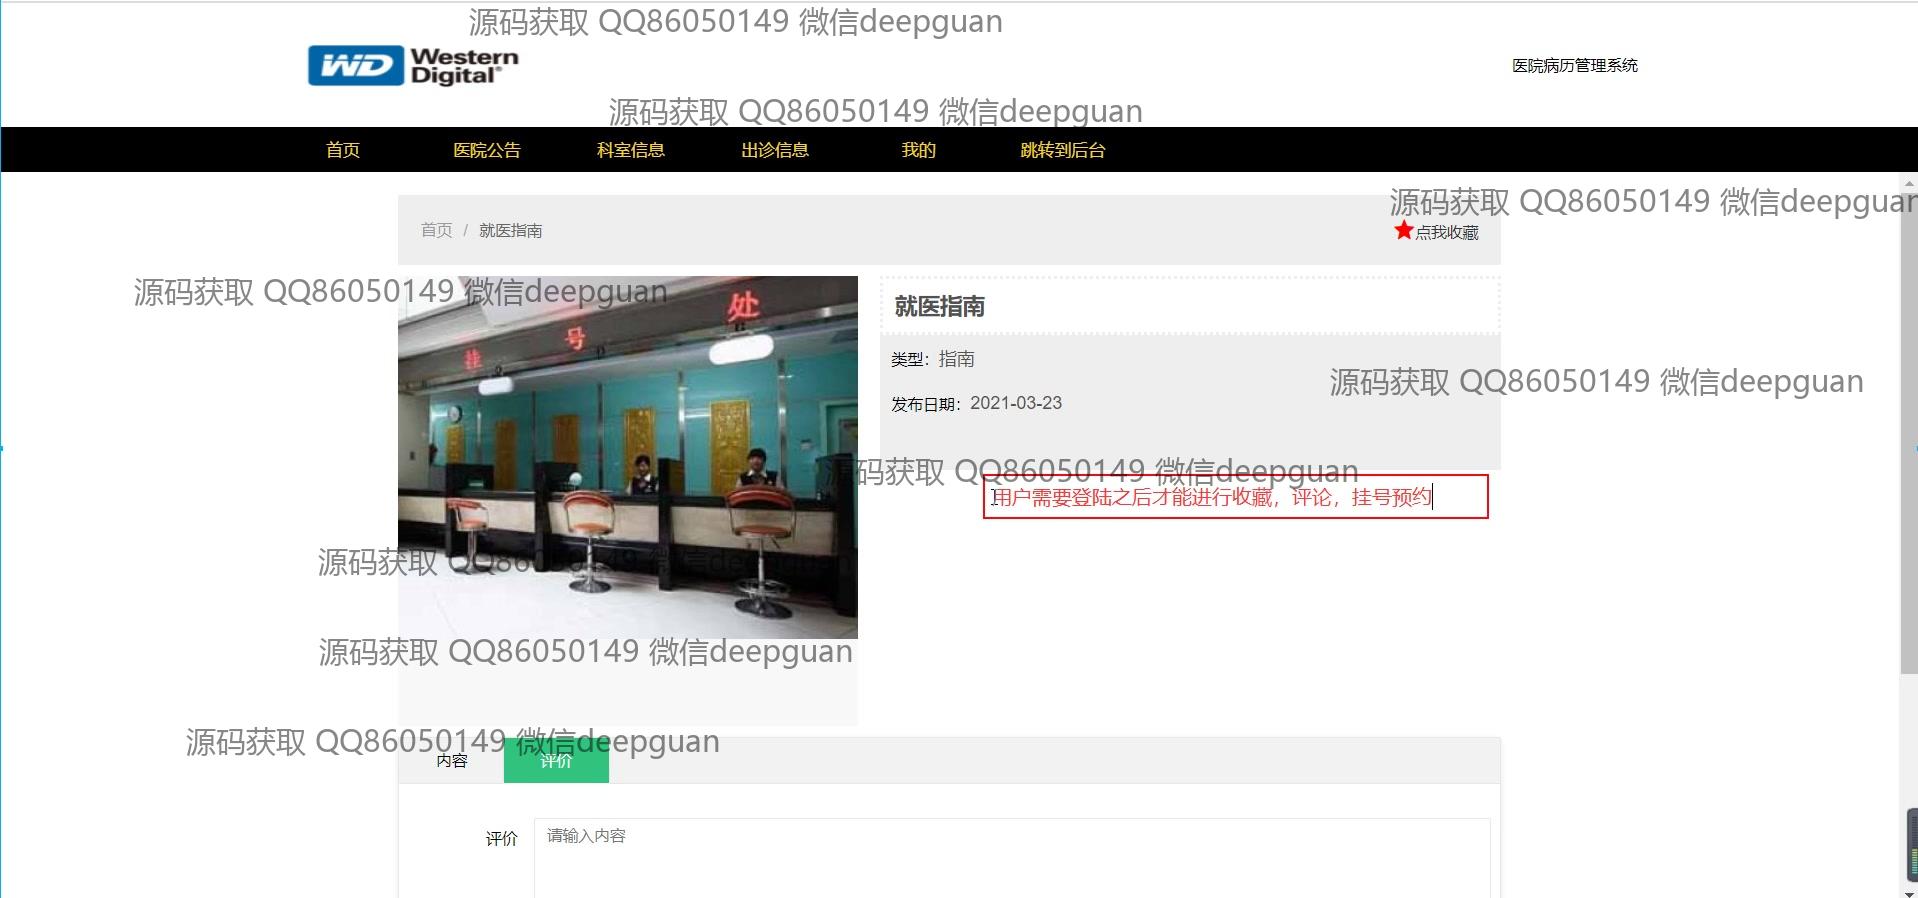 源码获取 QQ86050149 微信deepguan
WD Western Digital®
医院病历管理系统
源码获取 QQ86050149 微信deepguan
首页 医院公告 科室信息 出诊信息 我的 跳转到后台
源码获取 QQ86050149 微信deepguan
首页 / 就医指南
点我收藏
源码获取 QQ86050149 微信deepguan
挂号处
就医指南
类型：指南
源码获取 QQ86050149 微信deepguan
发布日期：2021-03-23
源码获取 QQ86050149 微信deepguan
用户需要登陆之后才能进行收藏，评论，挂号预约
源码获取 QQ86050149 微信deepguan
源码获取 QQ86050149 微信deepguan
源码获取 QQ86050149 微信deepguan
内容 评价
评价 请输入内容